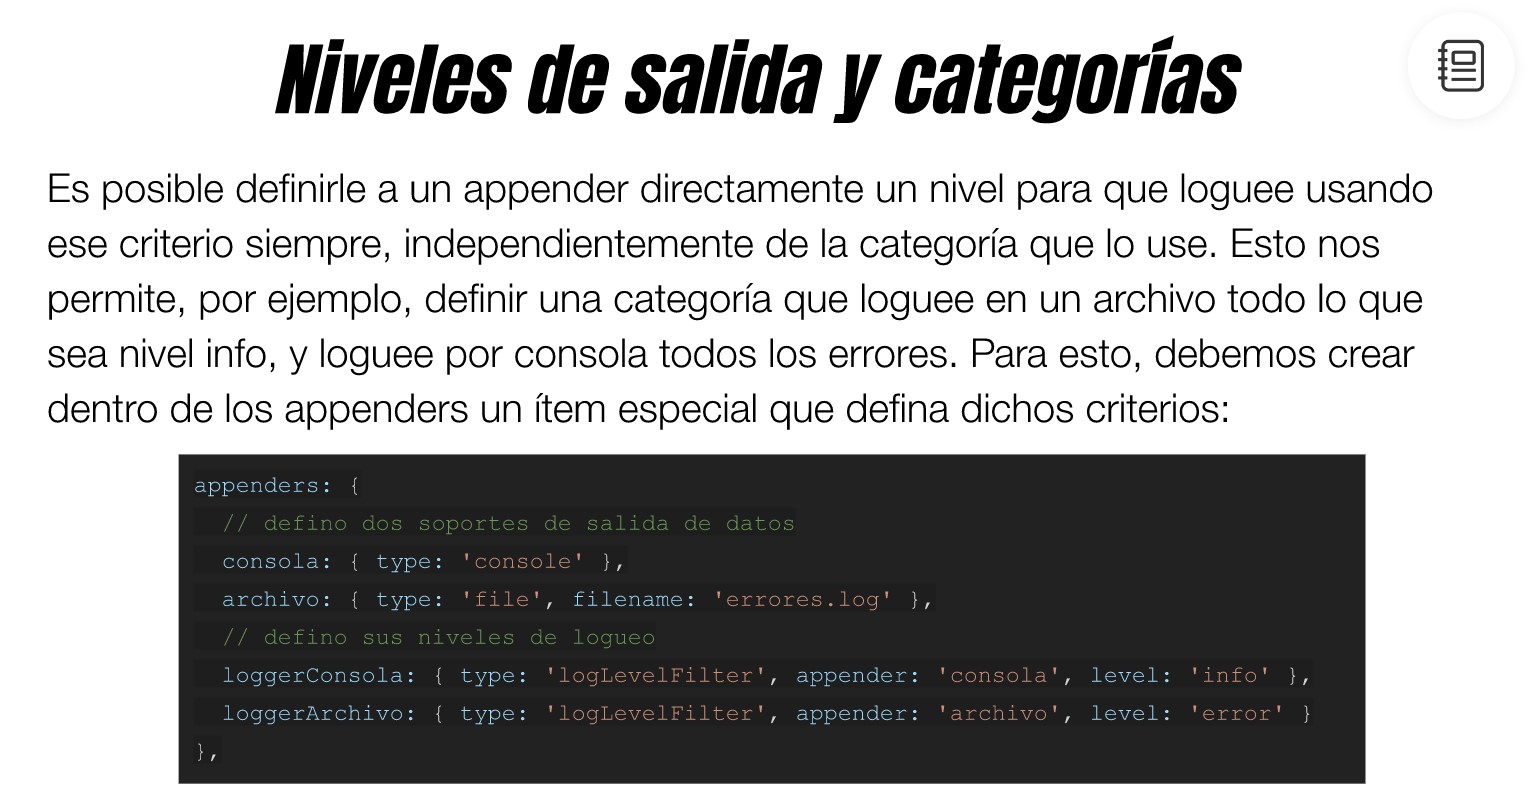 Niveles de salida y categorías
Es posible definirle a un appender directamente un nivel para que loguee usando
ese criterio siempre, independientemente de la categoría que lo use. Esto nos
permite, por ejemplo, definir una categoría que loguee en un archivo todo lo que
sea nivel info, y loguee por consola todos los errores. Para esto, debemos crear
dentro de los appenders un ítem especial que defina dichos criterios:
appenders: {
  // defino dos soportes de salida de datos
  consola: { type: 'console' },
  archivo: { type: 'file', filename: 'errores.log' },
  // defino sus niveles de logueo
  loggerConsola: { type: 'logLevelFilter', appender: 'consola', level: 'info' },
  loggerArchivo: { type: 'logLevelFilter', appender: 'archivo', level: 'error' }
},